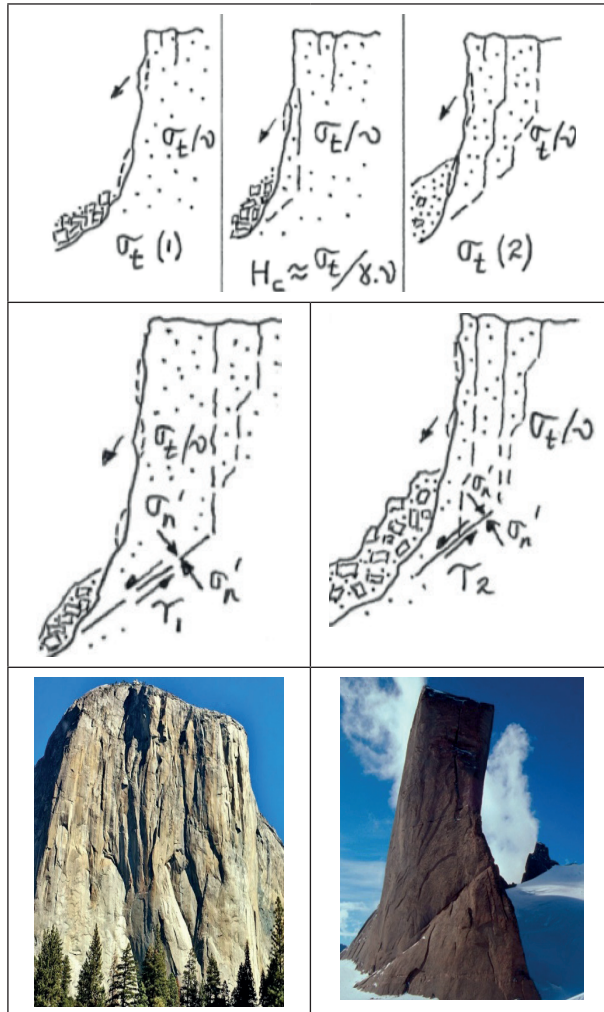 σt/ν
σt (1)
σt/ν
Hc ≈ σt/γ.ν
σt/ν
σt (2)
σt/ν
σn'
σn'
τ1
σt/ν
σn'
σn'
τ2